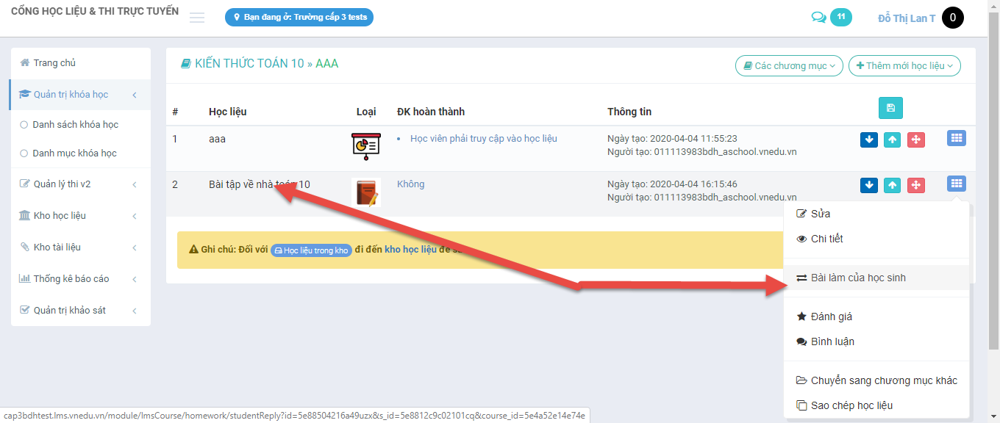 CỔNG HỌC LIỆU & THI TRỰC TUYẾN
Bạn đang ở: Trường cấp 3 tests
11
Đỗ Thị Lan T
0
Trang chủ
Quản trị khóa học
Danh sách khóa học
Danh mục khóa học
Quản lý thi v2
Kho học liệu
Kho tài liệu
Thống kê báo cáo
Quản trị khảo sát
KIẾN THỨC TOÁN 10 » AAA
Các chương mục
Thêm mới học liệu
# Học liệu Loại ĐK hoàn thành Thông tin
1 aaa
Học viên phải truy cập vào học liệu
Ngày tạo: 2020-04-04 11:55:23
Người tạo: 011113983bdh_aschool.vnedu.vn
2 Bài tập về nhà toán 10
Không
Ngày tạo: 2020-04-04 16:15:46
Người tạo: 011113983bdh_aschool.vnedu.vn
Ghi chú: Đối với Học liệu trong kho đi đến kho học liệu để
Sửa
Chi tiết
Bài làm của học sinh
Đánh giá
Bình luận
Chuyển sang chương mục khác
Sao chép học liệu
cap3bdhtest.lms.vnedu.vn/module/lmsCourse/homework/studentReply?id=5e88504216a49uzx&s_id=5e8812c9c02101cq&course_id=5e4a52e14e74e